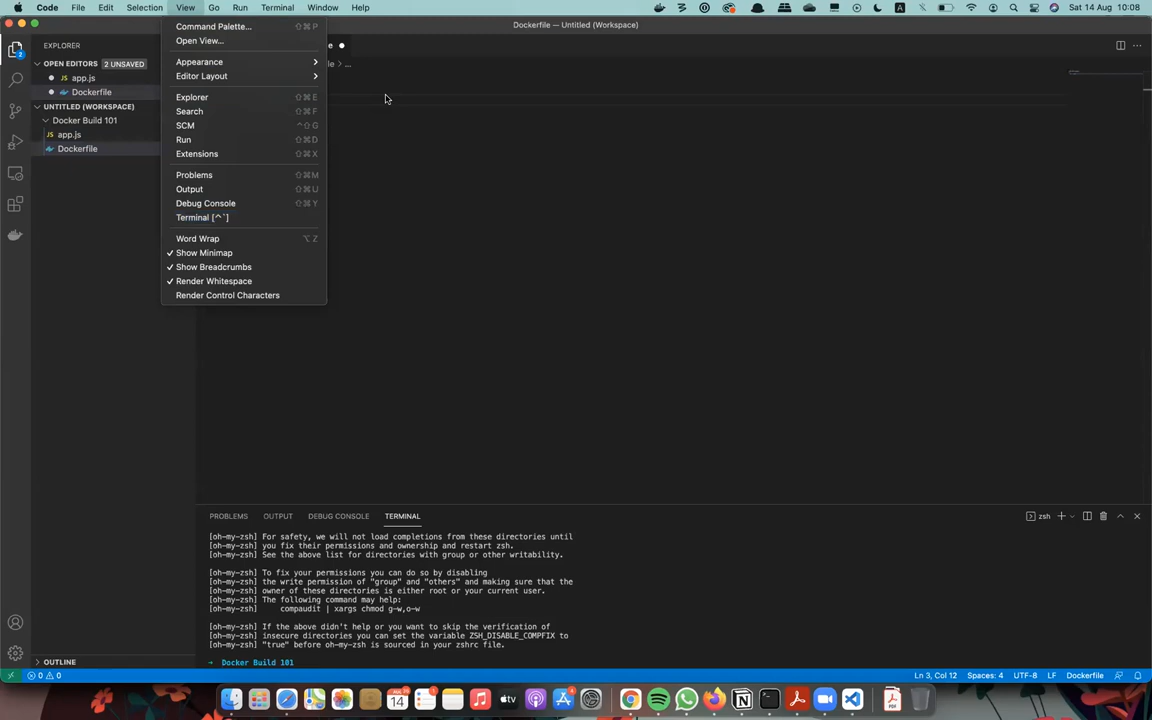 Code File Edit Selection View Go Run Terminal Window Help
Sat 14 Aug 10:08
Dockerfile — Untitled (Workspace)
EXPLORER
OPEN EDITORS 2 UNSAVED
JS app.js
Dockerfile
UNTITLED (WORKSPACE)
Docker Build 101
JS app.js
Dockerfile
2
Command Palette... ⇧⌘P
Open View...
Appearance
Editor Layout
Explorer ⇧⌘E
Search ⇧⌘F
SCM ^⇧G
Run ⇧⌘D
Extensions ⇧⌘X
Problems ⇧⌘M
Output ⇧⌘U
Debug Console ⇧⌘Y
Terminal [^`]
Word Wrap ⌥Z
✓ Show Minimap
✓ Show Breadcrumbs
✓ Render Whitespace
Render Control Characters
e
le > ...
PROBLEMS OUTPUT DEBUG CONSOLE TERMINAL
zsh
[oh-my-zsh] For safety, we will not load completions from these directories until
[oh-my-zsh] you fix their permissions and ownership and restart zsh.
[oh-my-zsh] See the above list for directories with group or other writability.
[oh-my-zsh] To fix your permissions you can do so by disabling
[oh-my-zsh] the write permission of "group" and "others" and making sure that the
[oh-my-zsh] owner of these directories is either root or your current user.
[oh-my-zsh] The following command may help:
[oh-my-zsh] compaudit | xargs chmod g-w,o-w
[oh-my-zsh] If the above didn't help or you want to skip the verification of
[oh-my-zsh] insecure directories you can set the variable ZSH_DISABLE_COMPFIX to
[oh-my-zsh] "true" before oh-my-zsh is sourced in your zshrc file.
→ Docker Build 101
OUTLINE
0 0
Ln 3, Col 12 Spaces: 4 UTF-8 LF Dockerfile
14
tv